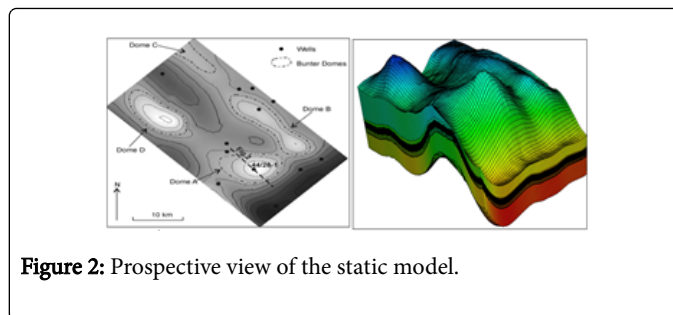 Dome C
Wells
Bunter Domes
Dome B
Dome D
Dome A
44/26-1
N
10 km
Figure 2: Prospective view of the static model.